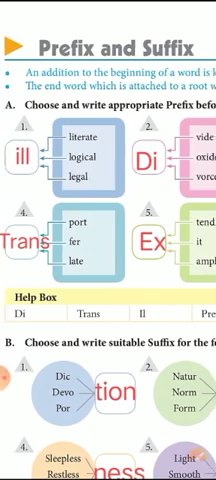 Prefix and Suffix
• An addition to the beginning of a word is k
• The end word which is attached to a root w
A. Choose and write appropriate Prefix befo
1.
2.
ill
literate
logical
legal
Di
vide
oxide
vorce
4.
5.
Trans
port
fer
late
Ex
tend
it
ampl
Help Box
Di Trans Il Pre
B. Choose and write suitable Suffix for the f
1.
2.
Dic
Devo
Por
tion
Natur
Norm
Form
4.
5.
Sleepless
Restless
ness
Light
Smooth